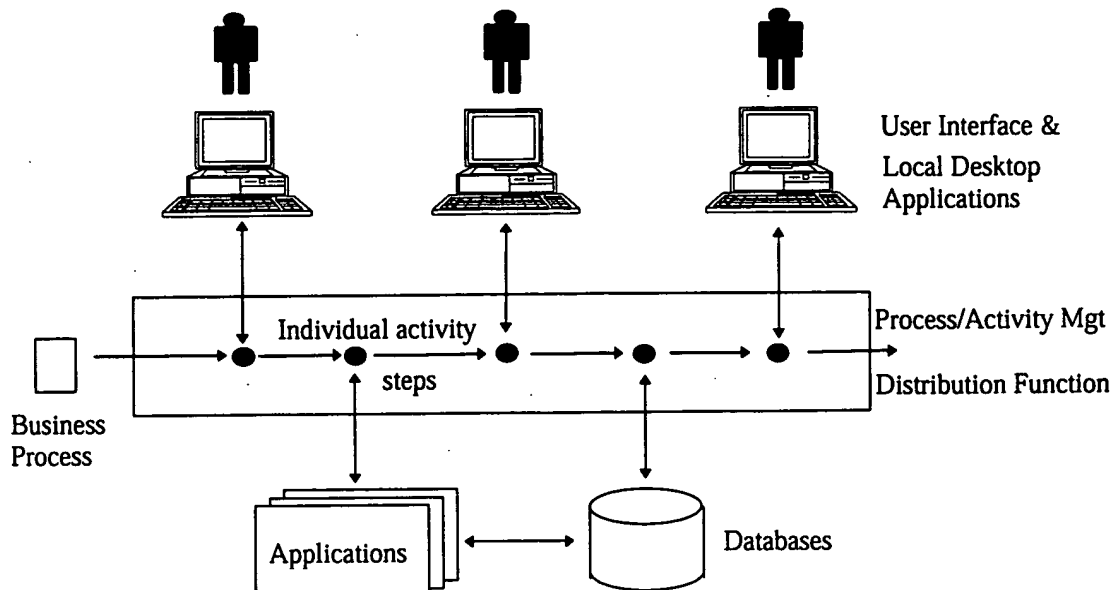 User Interface &
Local Desktop
Applications
Individual activity
steps
Process/Activity Mgt
Distribution Function
Business
Process
Applications
Databases